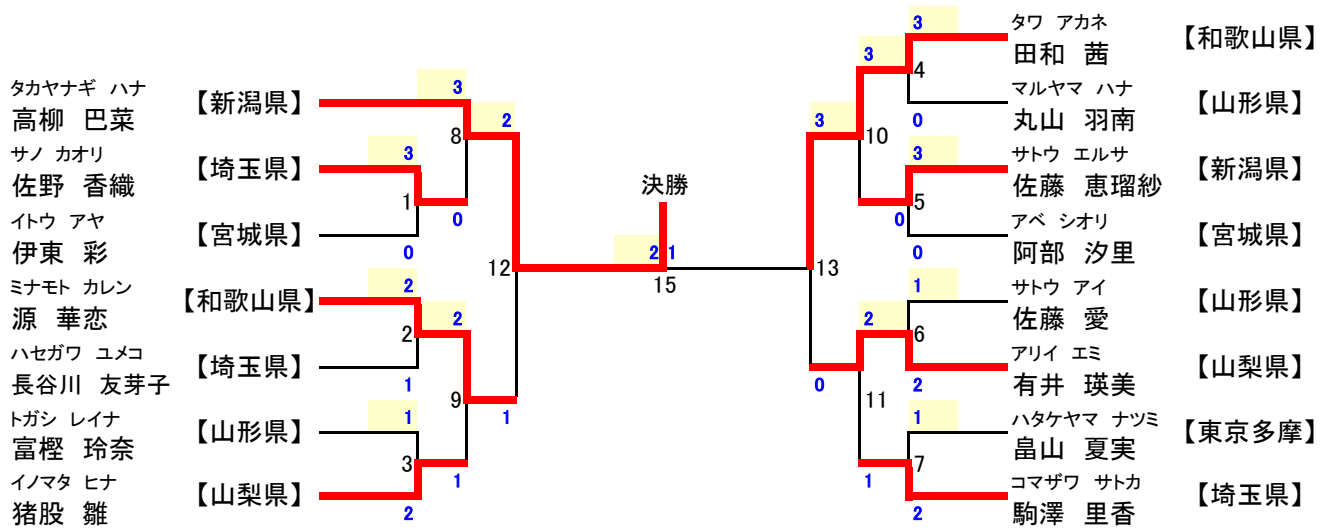 タカヤナギ ハナ
高柳 巴菜
【新潟県】
サノ カオリ
佐野 香織
【埼玉県】
イトウ アヤ
伊東 彩
【宮城県】
ミナモト カレン
源 華恋
【和歌山県】
ハセガワ ユメコ
長谷川 友芽子
【埼玉県】
トガシ レイナ
富樫 玲奈
【山形県】
イノマタ ヒナ
猪股 雛
【山梨県】
3
8
2
3
1
0
0
12
2
2
2
1
9
1
1
3
1
2
決勝
2
1
15
3
3
4
0
3
10
3
5
0
0
13
1
2
6
0
2
11
1
7
1
2
タワ アカネ
田和 茜
【和歌山県】
マルヤマ ハナ
丸山 羽南
【山形県】
サトウ エルサ
佐藤 恵瑠紗
【新潟県】
アベ シオリ
阿部 汐里
【宮城県】
サトウ アイ
佐藤 愛
【山形県】
アリイ エミ
有井 瑛美
【山梨県】
ハタケヤマ ナツミ
畠山 夏実
【東京多摩】
コマザワ サトカ
駒澤 里香
【埼玉県】